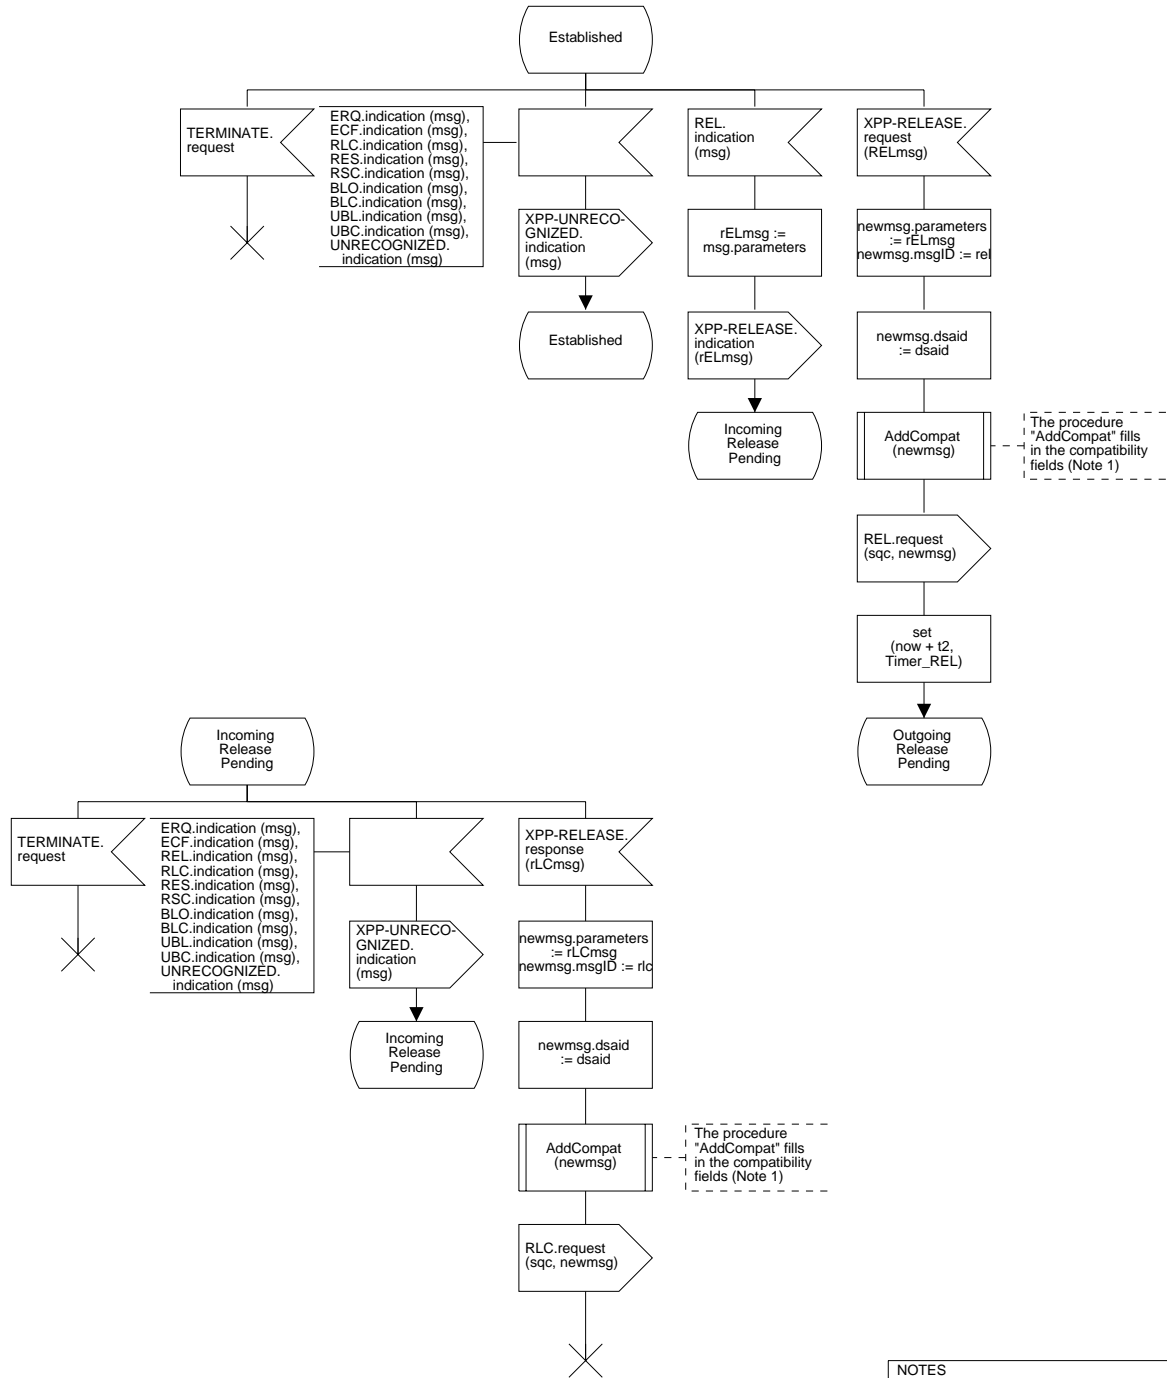 Established
TERMINATE.
request
ERQ.indication (msg),
ECF.indication (msg),
RLC.indication (msg),
RES.indication (msg),
RSC.indication (msg),
BLO.indication (msg),
BLC.indication (msg),
UBL.indication (msg),
UBC.indication (msg),
UNRECOGNIZED.
indication (msg)
XPP-UNRECO-
GNIZED.
indication
(msg)
Established
REL.
indication
(msg)
rELmsg :=
msg.parameters
XPP-RELEASE.
indication
(rELmsg)
Incoming
Release
Pending
XPP-RELEASE.
request
(RELmsg)
newmsg.parameters
:= rELmsg
newmsg.msgID := rel
newmsg.dsaid
:= dsaid
AddCompat
(newmsg)
The procedure
"AddCompat" fills
in the compatibility
fields (Note 1)
REL.request
(sqc, newmsg)
set
(now + t2,
Timer_REL)
Outgoing
Release
Pending
Incoming
Release
Pending
TERMINATE.
request
ERQ.indication (msg),
ECF.indication (msg),
REL.indication (msg),
RLC.indication (msg),
RES.indication (msg),
RSC.indication (msg),
BLO.indication (msg),
BLC.indication (msg),
UBL.indication (msg),
UBC.indication (msg),
UNRECOGNIZED.
indication (msg)
XPP-UNRECO-
GNIZED.
indication
(msg)
Incoming
Release
Pending
XPP-RELEASE.
response
(rLCmsg)
newmsg.parameters
:= rLCmsg
newmsg.msgID := rlc
newmsg.dsaid
:= dsaid
AddCompat
(newmsg)
The procedure
"AddCompat" fills
in the compatibility
fields (Note 1)
RLC.request
(sqc, newmsg)
NOTES